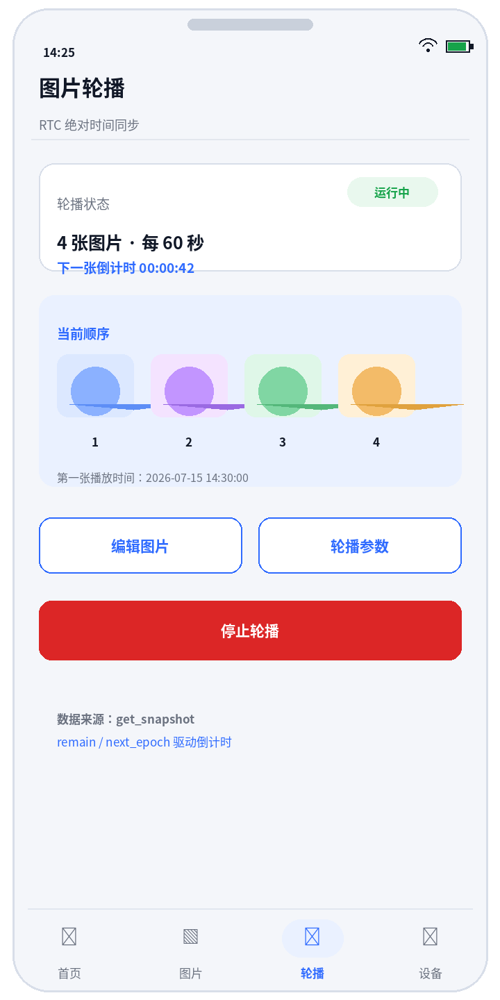 14:25
图片轮播
RTC 绝对时间同步
轮播状态
运行中
4 张图片 · 每 60 秒
下一张倒计时 00:00:42
当前顺序
1 2 3 4
第一张播放时间：2026-07-15 14:30:00
编辑图片 轮播参数
停止轮播
数据来源：get_snapshot
remain / next_epoch 驱动倒计时
首页 图片 轮播 设备